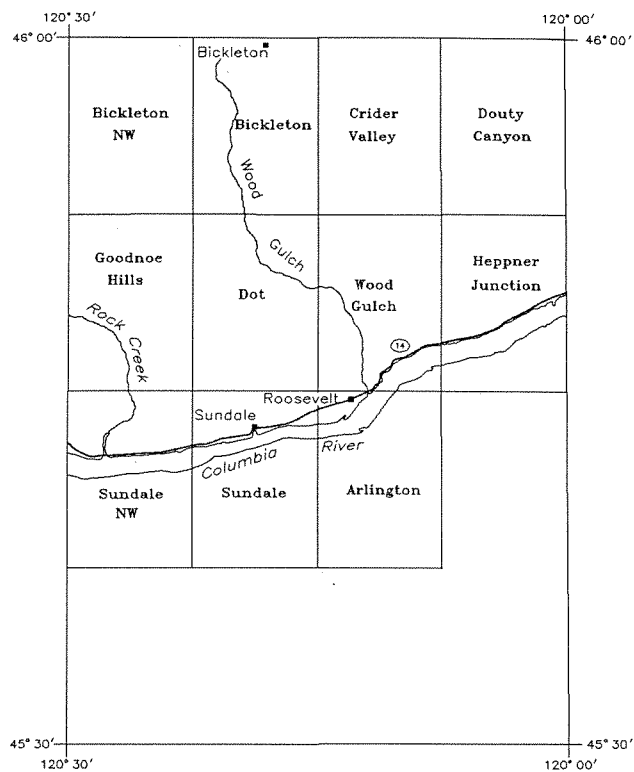 120° 30′
120° 00′
46° 00′
46° 00′
Bickleton
Bickleton
NW
Bickleton
Crider
Valley
Douty
Canyon
Wood
Gulch
Goodnoe
Hills
Dot
Wood
Gulch
Heppner
Junction
Rock Creek
14
Roosevelt
Sundale
Columbia
River
Sundale
NW
Sundale
Arlington
45° 30′
45° 30′
120° 30′
120° 00′